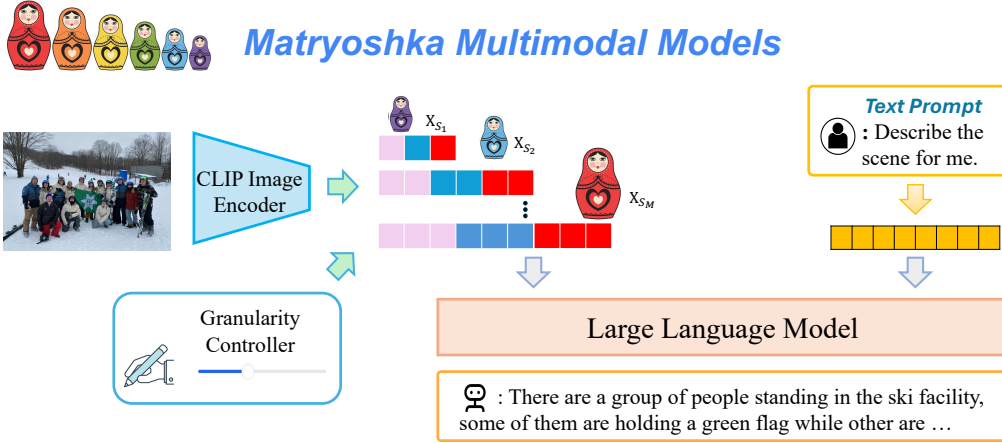 Matryoshka Multimodal Models
CLIP Image
Encoder
X_{S_1}
X_{S_2}
X_{S_M}
Text Prompt
: Describe the
scene for me.
Granularity
Controller
Large Language Model
: There are a group of people standing in the ski facility,
some of them are holding a green flag while other are …